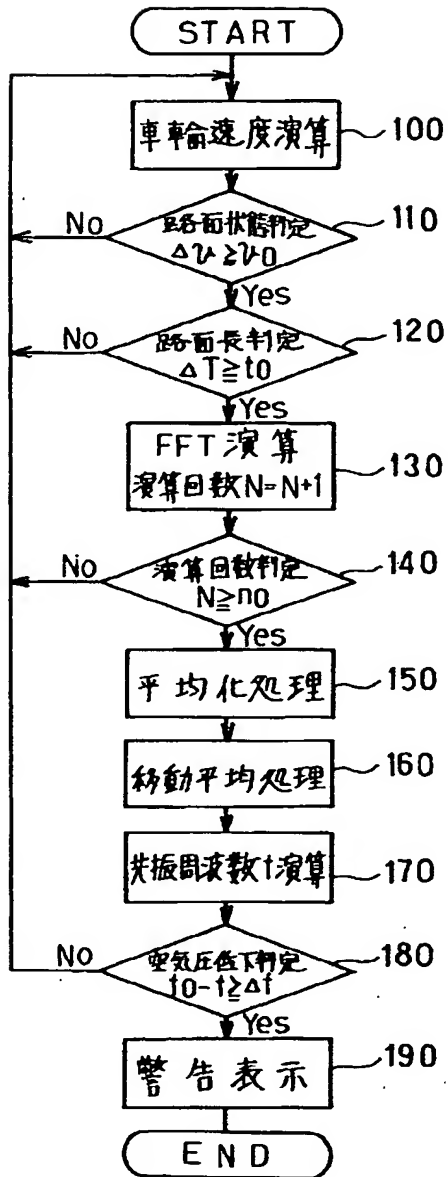 START
車輪速度演算
100
路面状態判定
Δv≧v0
110
No
Yes
路面長判定
ΔT≧t0
120
No
Yes
FFT演算
演算回数N=N+1
130
演算回数判定
N≧n0
140
No
Yes
平均化処理
150
移動平均処理
160
共振周波数f演算
170
空気圧低下判定
f0-f≧Δf
180
No
Yes
警告表示
190
END